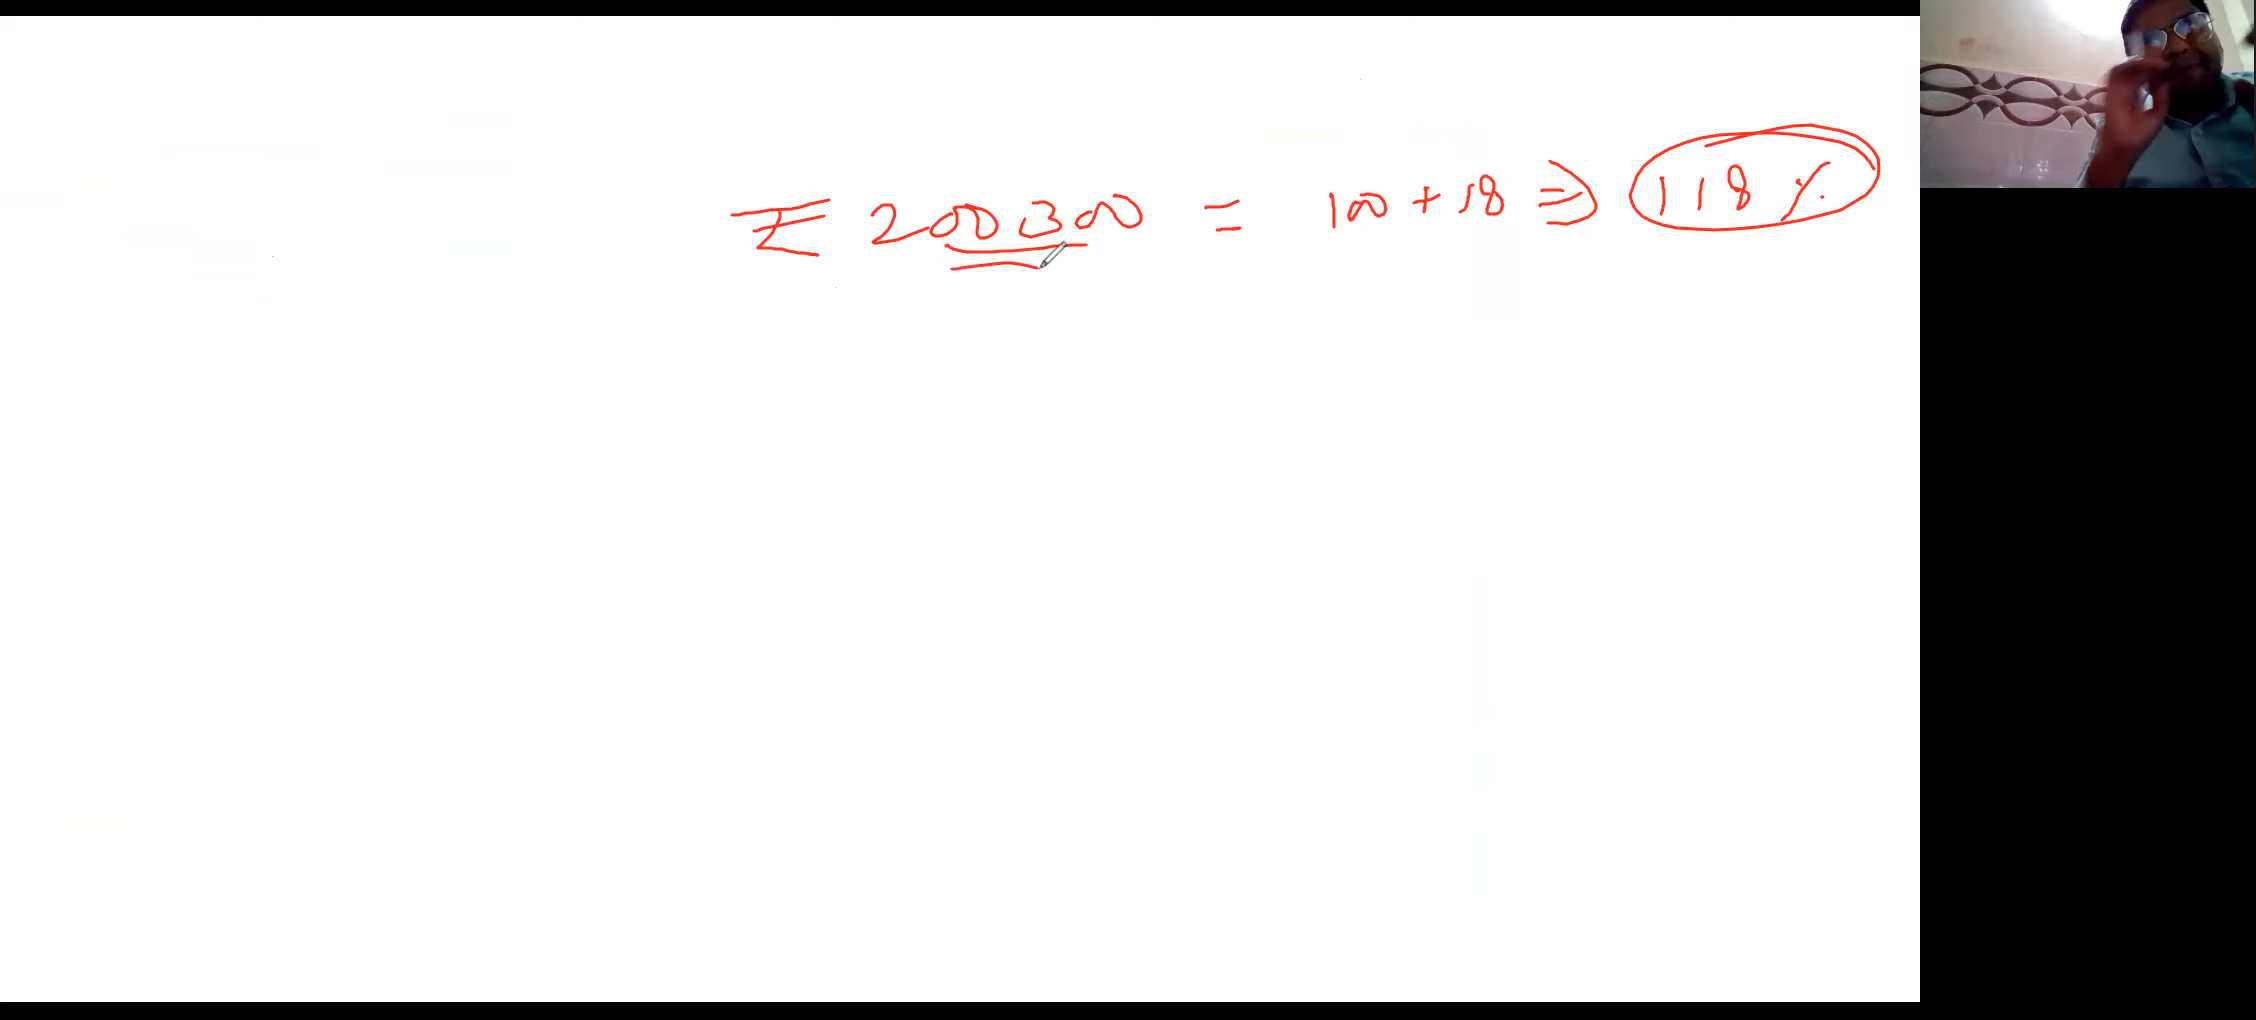 ₹ 200300 = 100 + 18 ⇒ 118 %